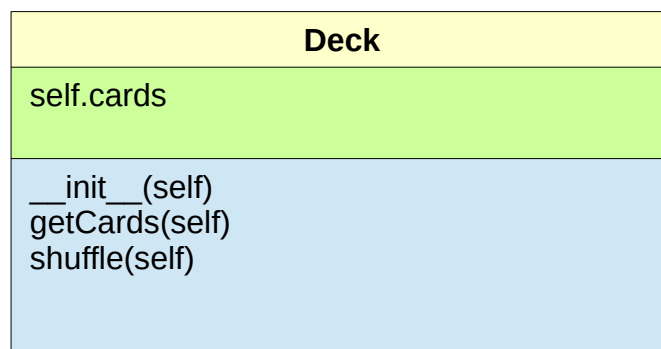 Deck
self.cards
__init__(self)
getCards(self)
shuffle(self)